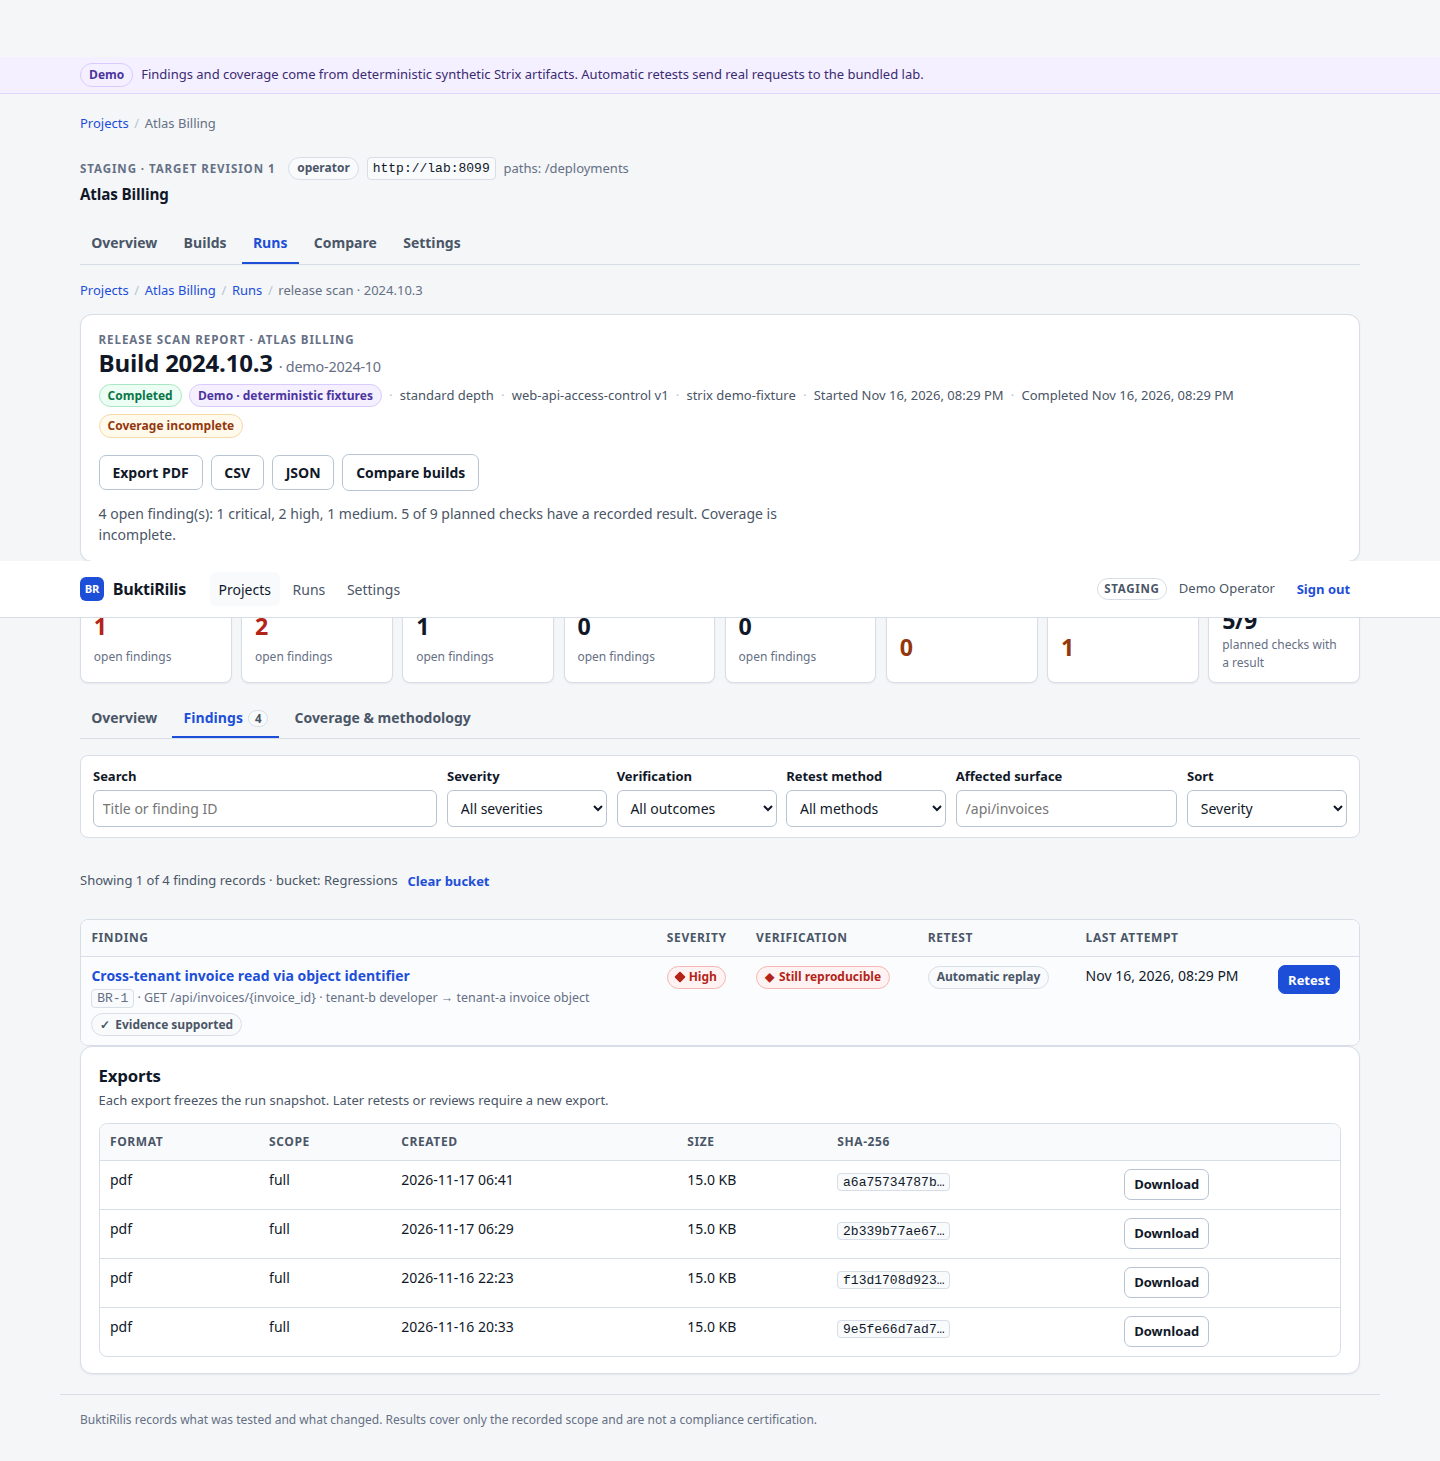 Demo Findings and coverage come from deterministic synthetic Strix artifacts. Automatic retests send real requests to the bundled lab.
Projects / Atlas Billing
STAGING · TARGET REVISION 1 operator http://lab:8099 paths: /deployments
Atlas Billing
Overview Builds Runs Compare Settings
Projects / Atlas Billing / Runs / release scan · 2024.10.3
RELEASE SCAN REPORT · ATLAS BILLING
Build 2024.10.3 · demo-2024-10
Completed Demo · deterministic fixtures · standard depth · web-api-access-control v1 · strix demo-fixture · Started Nov 16, 2026, 08:29 PM · Completed Nov 16, 2026, 08:29 PM
Coverage incomplete
Export PDF CSV JSON Compare builds
4 open finding(s): 1 critical, 2 high, 1 medium. 5 of 9 planned checks have a recorded result. Coverage is
incomplete.
BR BuktiRilis Projects Runs Settings STAGING Demo Operator Sign out
1 2 1 0 0 0 1 5/9
open findings open findings open findings open findings open findings planned checks with
a result
Overview Findings 4 Coverage & methodology
Search Severity Verification Retest method Affected surface Sort
Title or finding ID All severities All outcomes All methods /api/invoices Severity
Showing 1 of 4 finding records · bucket: Regressions Clear bucket
FINDING SEVERITY VERIFICATION RETEST LAST ATTEMPT
Cross-tenant invoice read via object identifier ◆ High ◆ Still reproducible Automatic replay Nov 16, 2026, 08:29 PM Retest
BR-1 · GET /api/invoices/{invoice_id} · tenant-b developer → tenant-a invoice object
✓ Evidence supported
Exports
Each export freezes the run snapshot. Later retests or reviews require a new export.
FORMAT SCOPE CREATED SIZE SHA-256
pdf full 2026-11-17 06:41 15.0 KB a6a75734787b… Download
pdf full 2026-11-17 06:29 15.0 KB 2b339b77ae67… Download
pdf full 2026-11-16 22:23 15.0 KB f13d1708d923… Download
pdf full 2026-11-16 20:33 15.0 KB 9e5fe66d7ad7… Download
BuktiRilis records what was tested and what changed. Results cover only the recorded scope and are not a compliance certification.